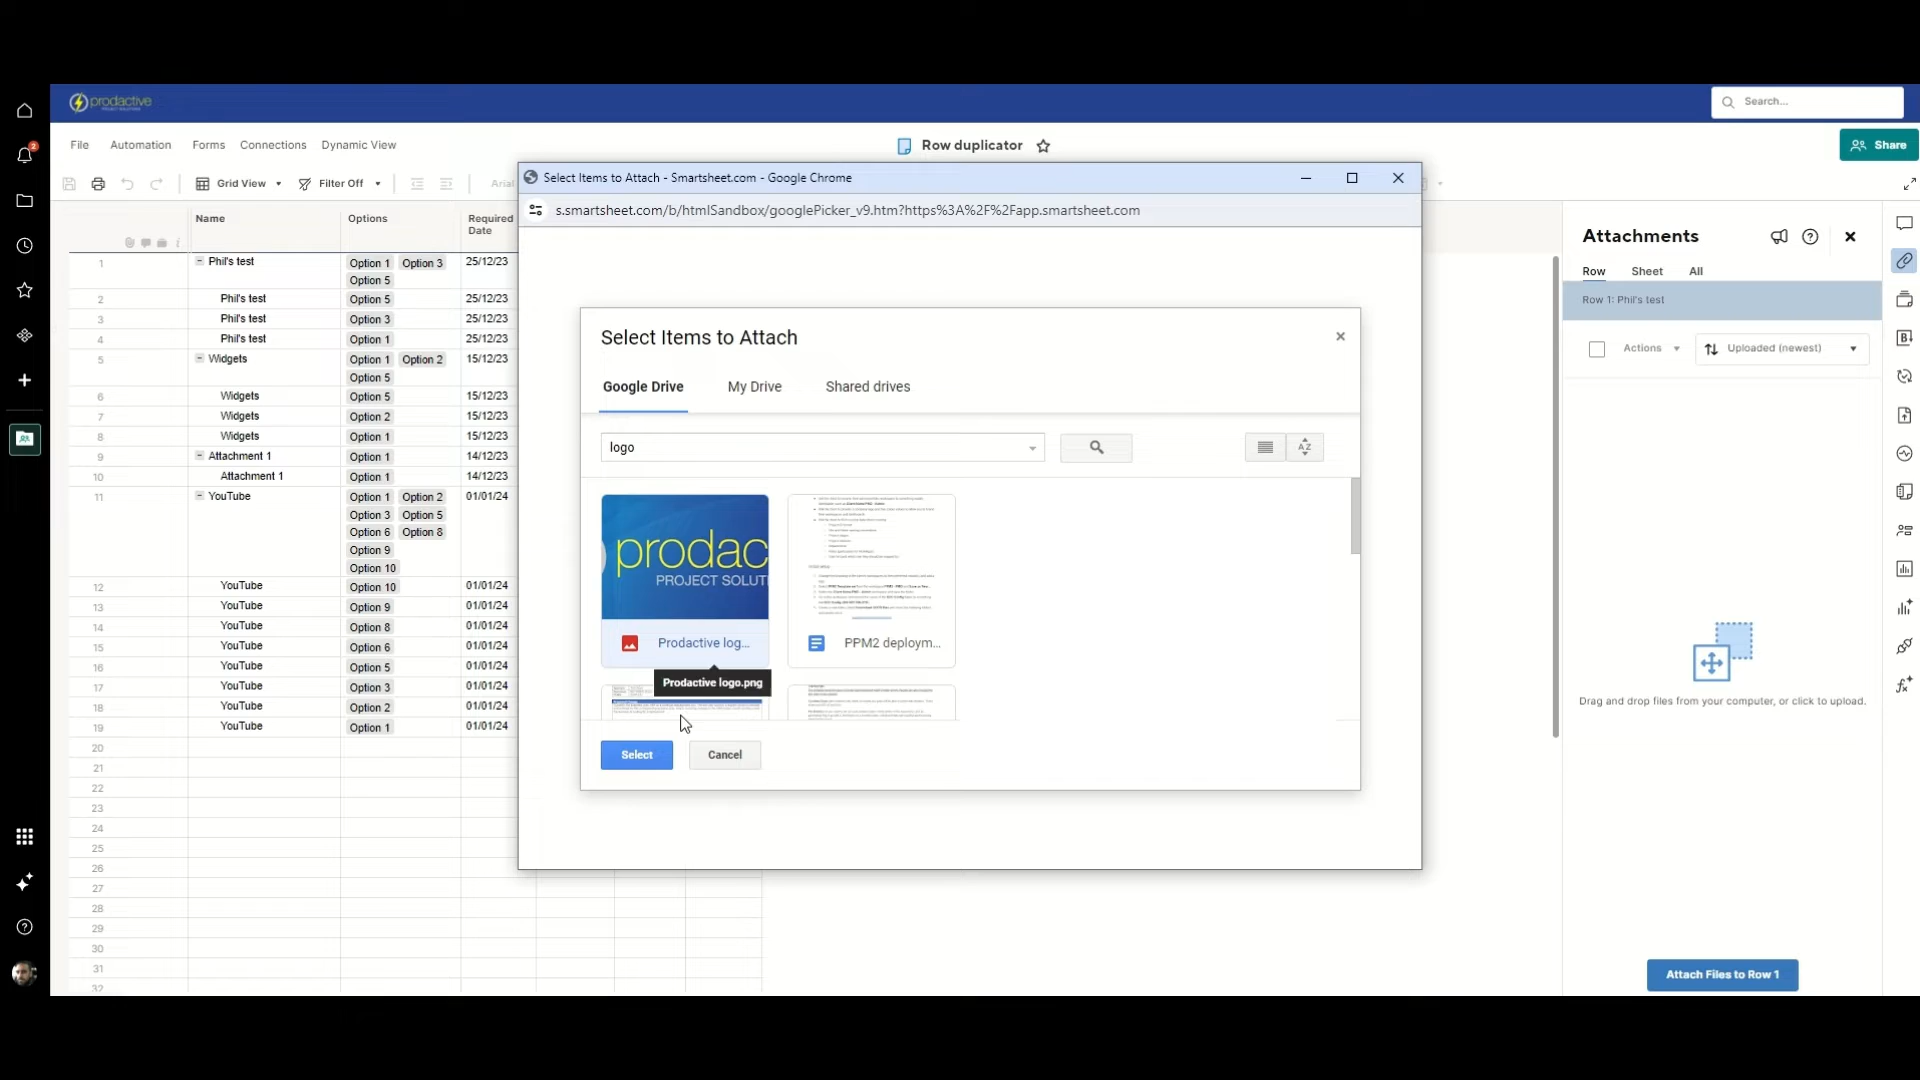 prodactive
PROJECT SOLUTIONS
Search...
File Automation Forms Connections Dynamic View
Row duplicator
Share
Grid View
Filter Off
Arial
2
Name Options Required Date
1 Phil's test Option 1 Option 3 Option 5 25/12/23
2 Phil's test Option 5 25/12/23
3 Phil's test Option 3 25/12/23
4 Phil's test Option 1 25/12/23
5 Widgets Option 1 Option 2 Option 5 15/12/23
6 Widgets Option 5 15/12/23
7 Widgets Option 2 15/12/23
8 Widgets Option 1 15/12/23
9 Attachment 1 Option 1 14/12/23
10 Attachment 1 Option 1 14/12/23
11 YouTube Option 1 Option 2 Option 3 Option 5 Option 6 Option 8 Option 9 Option 10 01/01/24
12 YouTube Option 10 01/01/24
13 YouTube Option 9 01/01/24
14 YouTube Option 8 01/01/24
15 YouTube Option 6 01/01/24
16 YouTube Option 5 01/01/24
17 YouTube Option 3 01/01/24
18 YouTube Option 2 01/01/24
19 YouTube Option 1 01/01/24
20
21
22
23
24
25
26
27
28
29
30
31
32
Select Items to Attach - Smartsheet.com - Google Chrome
s.smartsheet.com/b/htmlSandbox/googlePicker_v9.htm?https%3A%2F%2Fapp.smartsheet.com
Select Items to Attach
Google Drive My Drive Shared drives
logo
AZ
prodac
PROJECT SOLUT
Prodactive log...
PPM2 deploym...
Prodactive logo.png
Select Cancel
Attachments
Row Sheet All
Row 1: Phil's test
Actions
Uploaded (newest)
Drag and drop files from your computer, or click to upload.
Attach Files to Row 1